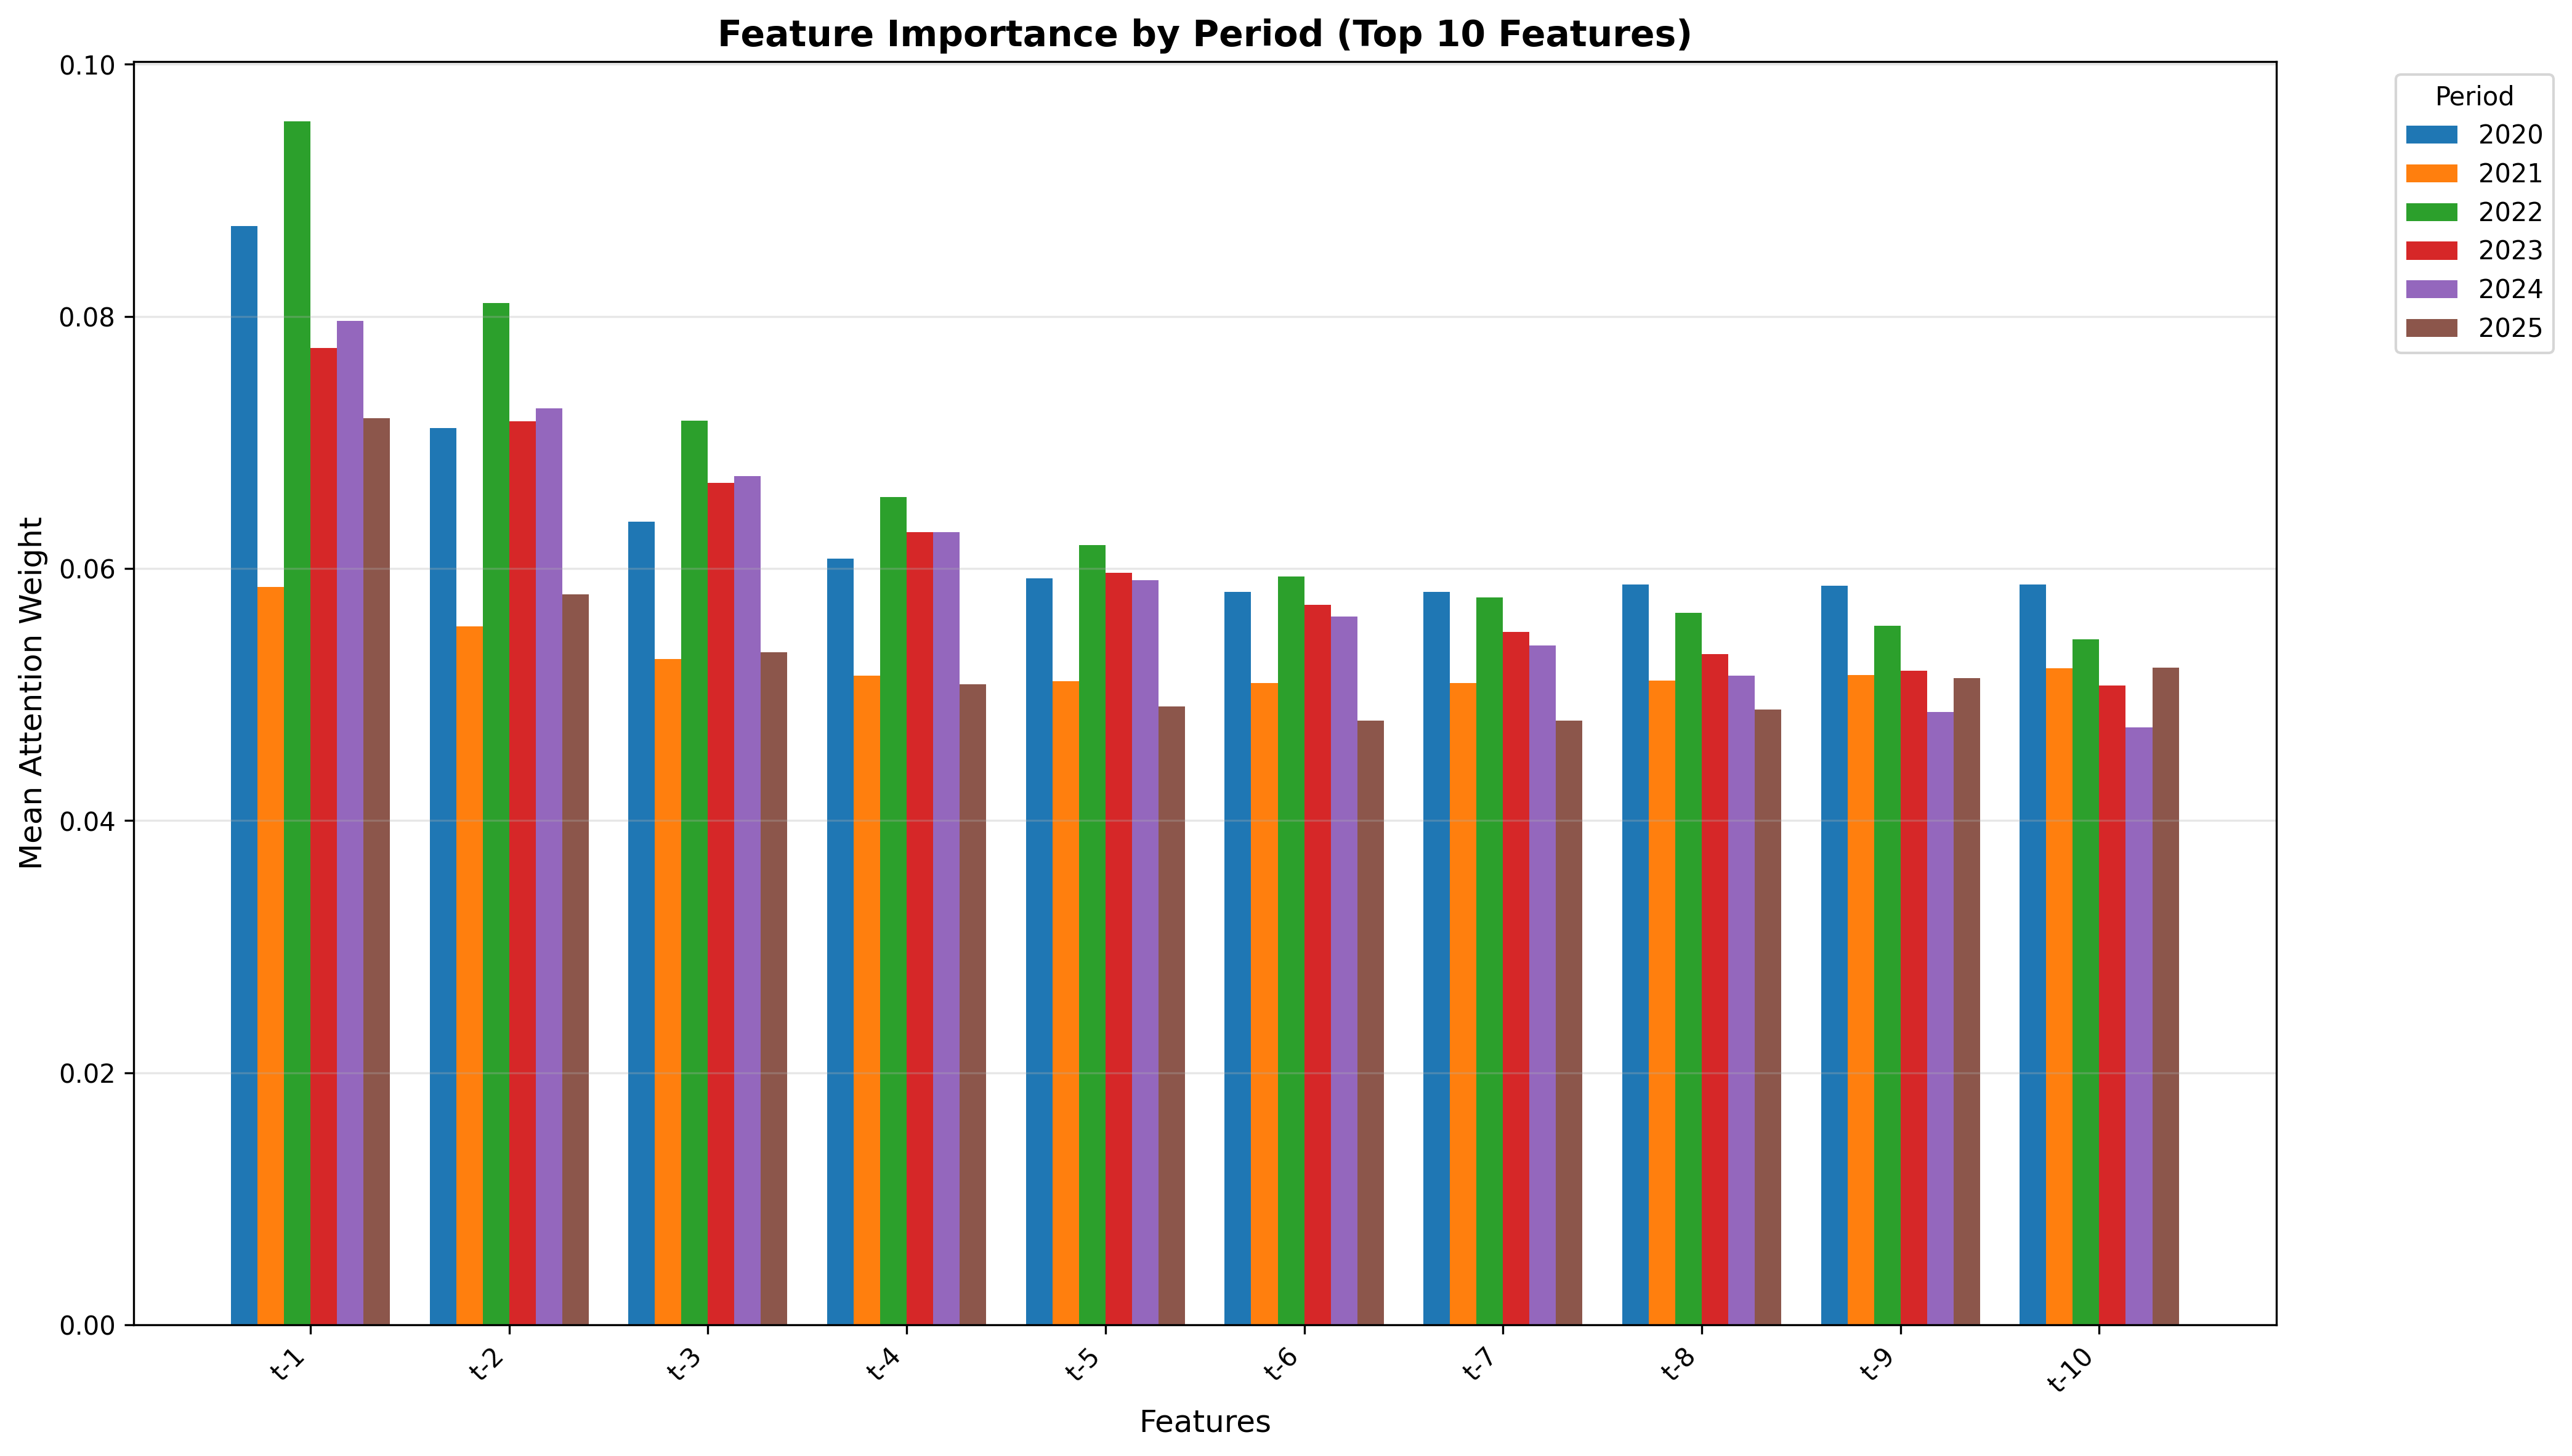 Feature Importance by Period (Top 10 Features)
Mean Attention Weight
0.10
0.08
0.06
0.04
0.02
0.00
t-1
t-2
t-3
t-4
t-5
t-6
t-7
t-8
t-9
t-10
Features
Period
2020
2021
2022
2023
2024
2025